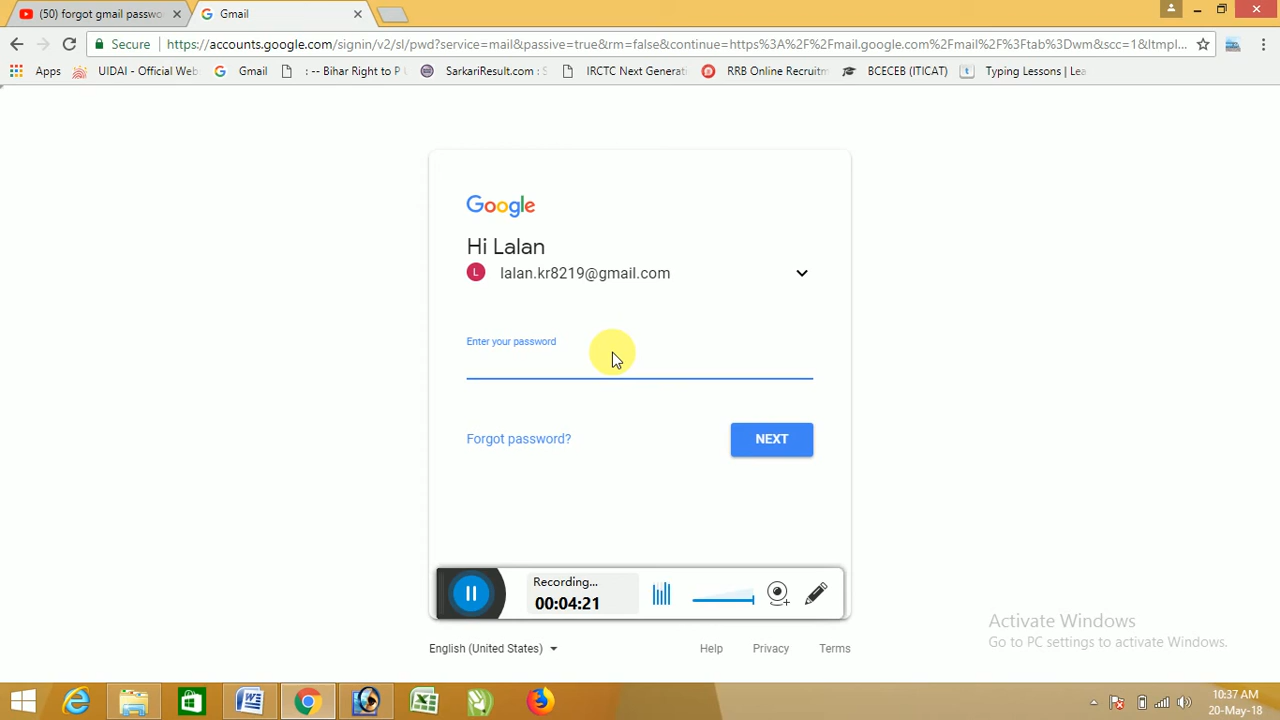 (50) forgot gmail passwo
Gmail
Secure
https://accounts.google.com/signin/v2/sl/pwd?service=mail&passive=true&rm=false&continue=https%3A%2F%2Fmail.google.com%2Fmail%2F%3Ftab%3Dwm&scc=1&ltmpl...
Apps
UIDAI - Official Web
Gmail
: -- Bihar Right to P
SarkariResult.com : S
IRCTC Next Generati
RRB Online Recruitm
BCECEB (ITICAT)
Typing Lessons | Lea
Google
Hi Lalan
L
lalan.kr8219@gmail.com
Enter your password
Forgot password?
NEXT
Recording...
00:04:21
Activate Windows
Go to PC settings to activate Windows.
English (United States)
Help
Privacy
Terms
10:37 AM
20-May-18